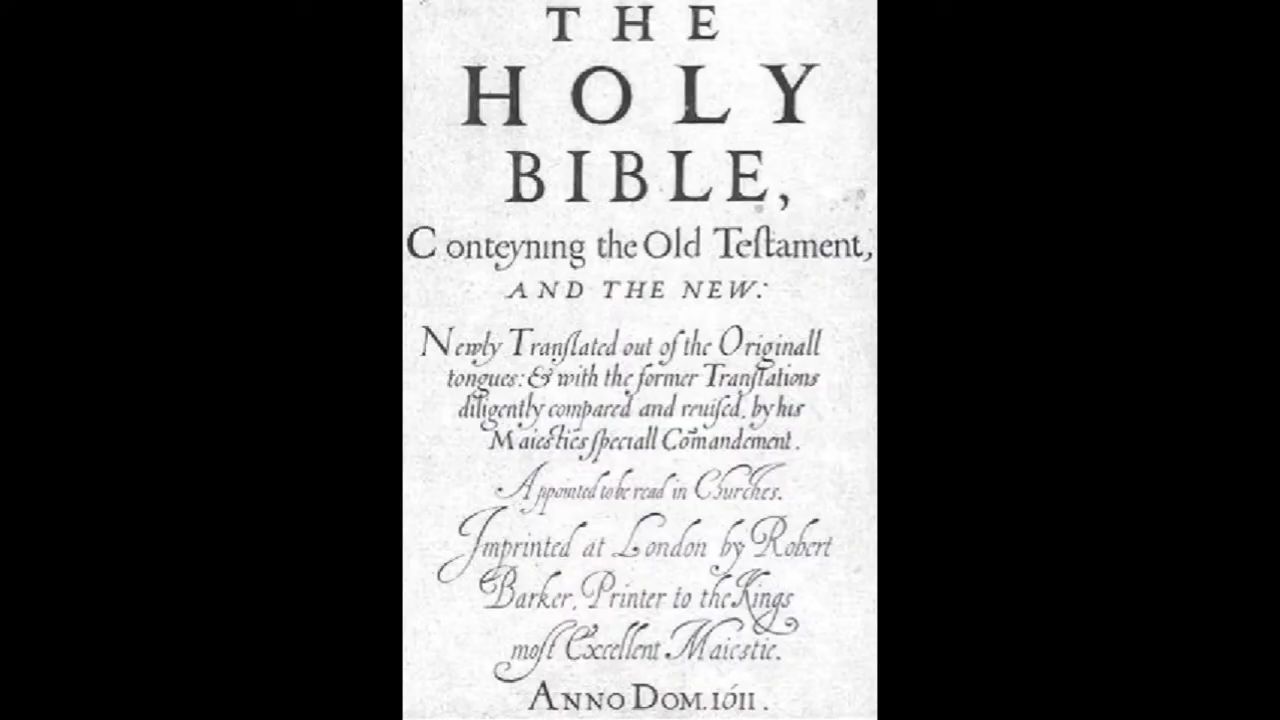 THE
HOLY
BIBLE,
Conteyning the Old Teſtament,
AND THE NEW:
Newly Tranſlated out of the Originall
tongues: & with the former Tranſlations
diligently compared and reuiſed, by his
Maieſties ſpeciall Com̄andement.
Appointed to be read in Churches.
Imprinted at London by Robert
Barker, Printer to the Kings
moſt Excellent Maieſtie.
ANNO DOM. 1611.